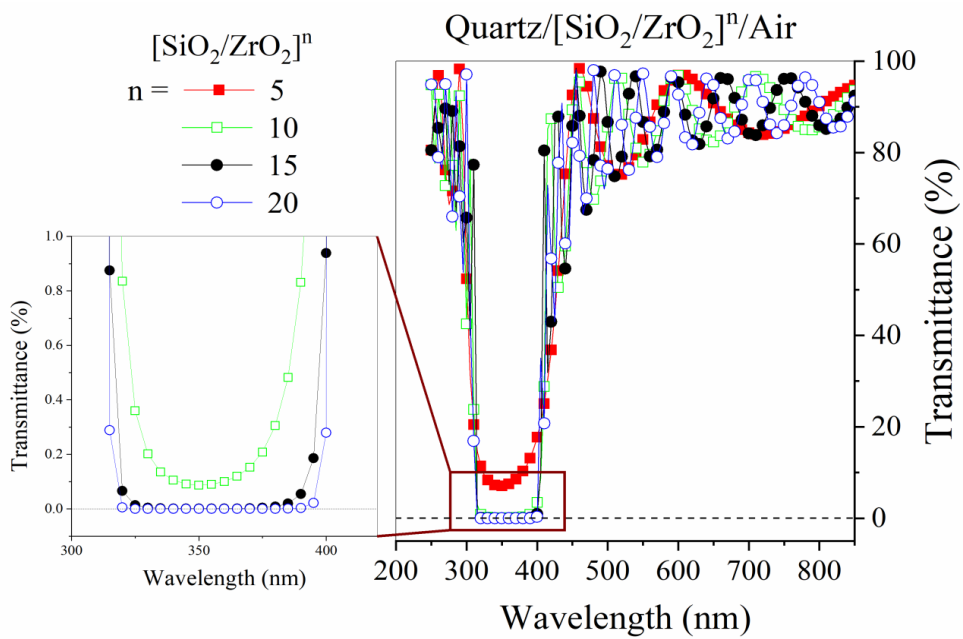 [SiO₂/ZrO₂]ⁿ
n =
5
10
15
20
Quartz/[SiO₂/ZrO₂]ⁿ/Air
1.0
0.8
0.6
0.4
0.2
0.0
Transmittance (%)
300
350
400
Wavelength (nm)
100
80
60
40
20
0
Transmittance (%)
200 300 400 500 600 700 800
Wavelength (nm)